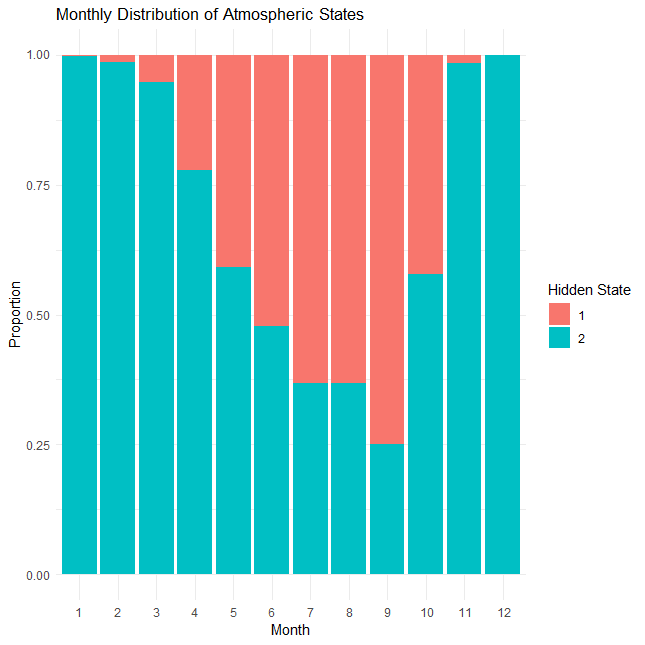 Monthly Distribution of Atmospheric States
1.00
0.75
0.50
0.25
0.00
Proportion
1 2 3 4 5 6 7 8 9 10 11 12
Month
Hidden State
1
2